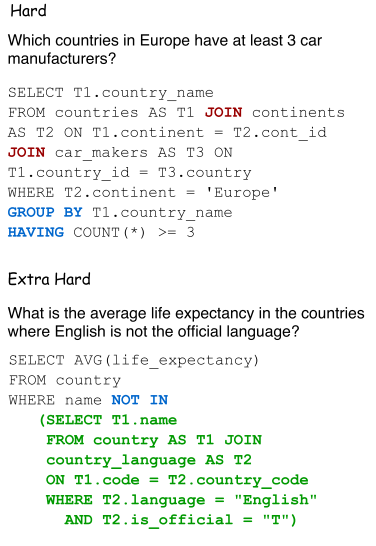 Hard
Which countries in Europe have at least 3 car
manufacturers?
SELECT T1.country_name
FROM countries AS T1 JOIN continents
AS T2 ON T1.continent = T2.cont_id
JOIN car_makers AS T3 ON
T1.country_id = T3.country
WHERE T2.continent = 'Europe'
GROUP BY T1.country_name
HAVING COUNT(*) >= 3
Extra Hard
What is the average life expectancy in the countries
where English is not the official language?
SELECT AVG(life_expectancy)
FROM country
WHERE name NOT IN
(SELECT T1.name
FROM country AS T1 JOIN
country_language AS T2
ON T1.code = T2.country_code
WHERE T2.language = "English"
AND T2.is_official = "T")